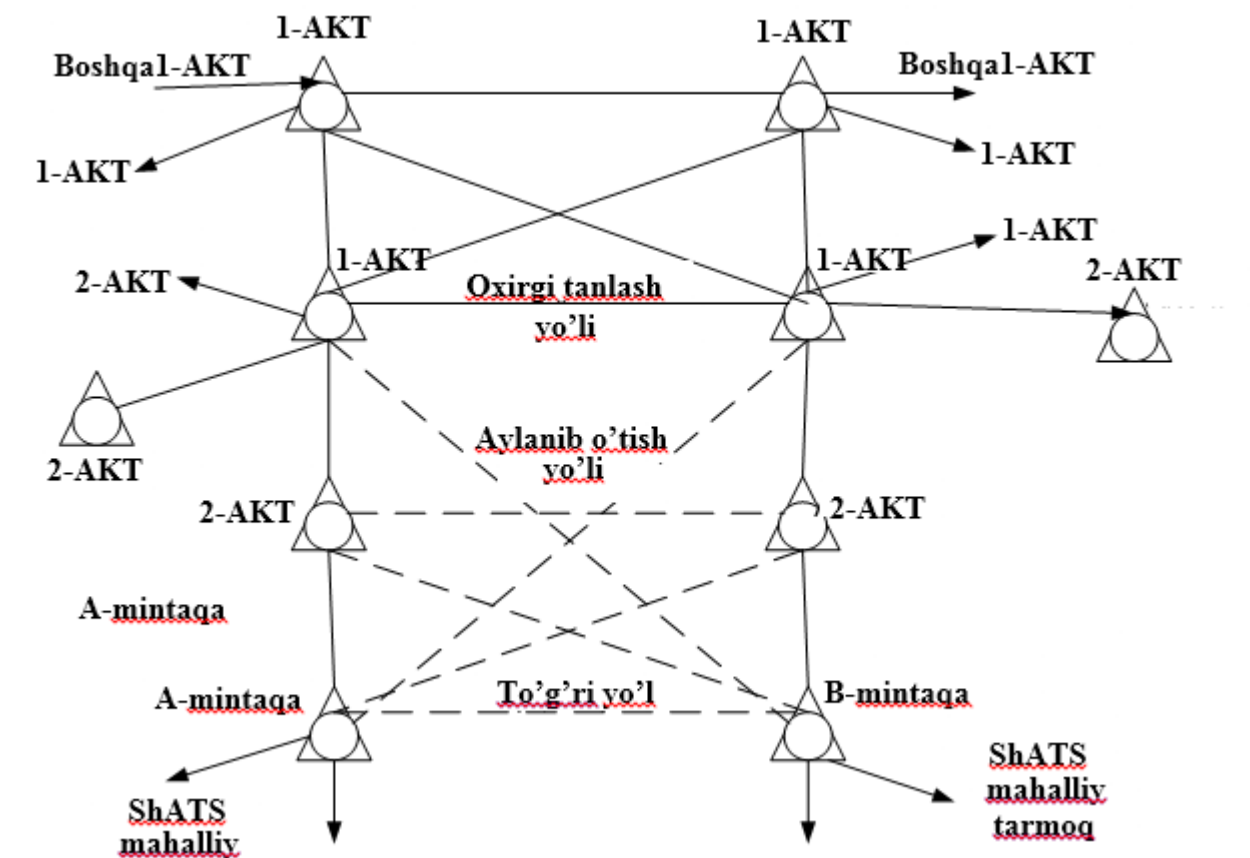 1-AKT
1-AKT
Boshqa1-AKT
Boshqa1-AKT
1-AKT
1-AKT
1-AKT
1-AKT
1-AKT
2-AKT
2-AKT
Oxirgi tanlash
yo’li
2-AKT
Aylanib o’tish
yo’li
2-AKT
2-AKT
A-mintaqa
A-mintaqa
To’g’ri yo’l
B-mintaqa
ShATS
mahalliy
ShATS
mahalliy
tarmoq